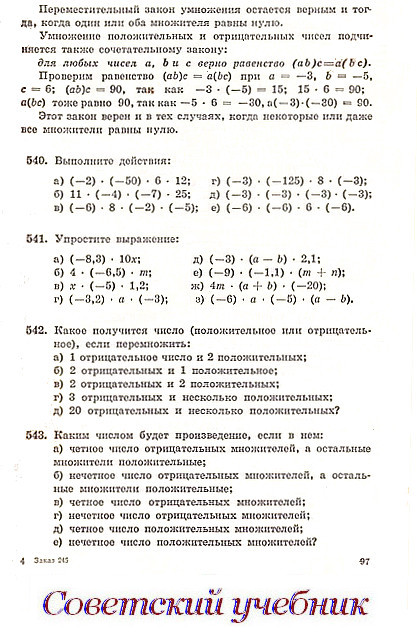 Переместительный закон умножения остается верным и тог-
да, когда один или оба множителя равны нулю.
Умножение положительных и отрицательных чисел подчи-
няется также сочетательному закону:
для любых чисел a, b и c верно равенство (ab)c=a(bc).
Проверим равенство (ab)c = a(bc) при a = −3, b = −5,
c = 6; (ab)c = 90, так как −3 · (−5) = 15; 15 · 6 = 90;
a(bc) тоже равно 90, так как −5 · 6 = −30, а(−3)·(−30) = 90.
Этот закон верен и в тех случаях, когда некоторые или даже
все множители равны нулю.
540. Выполните действия:
а) (−2) · (−50) · 6 · 12; г) (−3) · (−125) · 8 · (−3);
б) 11 · (−4) · (−7) · 25; д) (−3) · (−3) · (−3) · (−3);
в) (−6) · 8 · (−2) · (−5); е) (−6) · (−6) · 6 · (−6).
541. Упростите выражение:
а) (−8,3) · 10x; д) (−3) · (a − b) · 2,1;
б) 4 · (−6,5) · m; е) (−9) · (−1,1) · (m + n);
в) x · (−5) · 1,2; ж) 4m · (a + b) · (−20);
г) (−3,2) · a · (−3); з) (−6) · a · (−5) · (a − b).
542. Какое получится число (положительное или отрицатель-
ное), если перемножить:
а) 1 отрицательное число и 2 положительных;
б) 2 отрицательных и 1 положительное;
в) 2 отрицательных и 2 положительных;
г) 3 отрицательных и несколько положительных;
д) 20 отрицательных и несколько положительных?
543. Каким числом будет произведение, если в нем:
а) четное число отрицательных множителей, а остальные
множители положительные;
б) нечетное число отрицательных множителей, а осталь-
ные множители положительные;
в) четное число отрицательных множителей;
г) нечетное число отрицательных множителей;
д) четное число положительных множителей;
е) нечетное число положительных множителей?
4 Заказ 245 97
Советский учебник